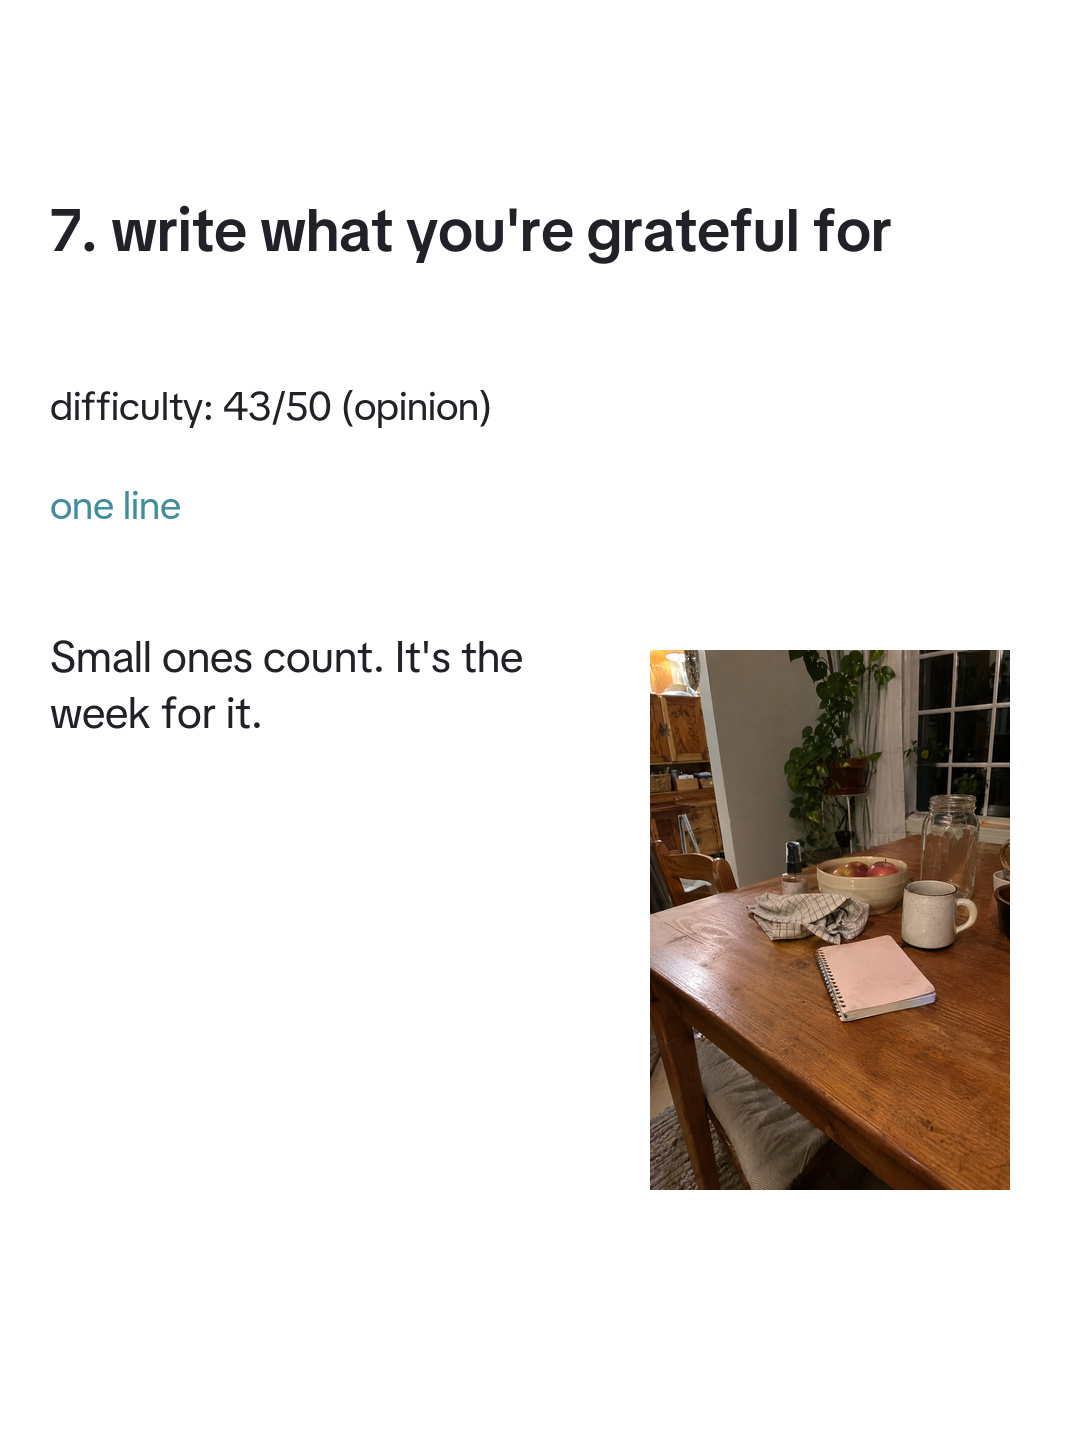 7. write what you're grateful for
difficulty: 43/50 (opinion)
one line
Small ones count. It's the
week for it.